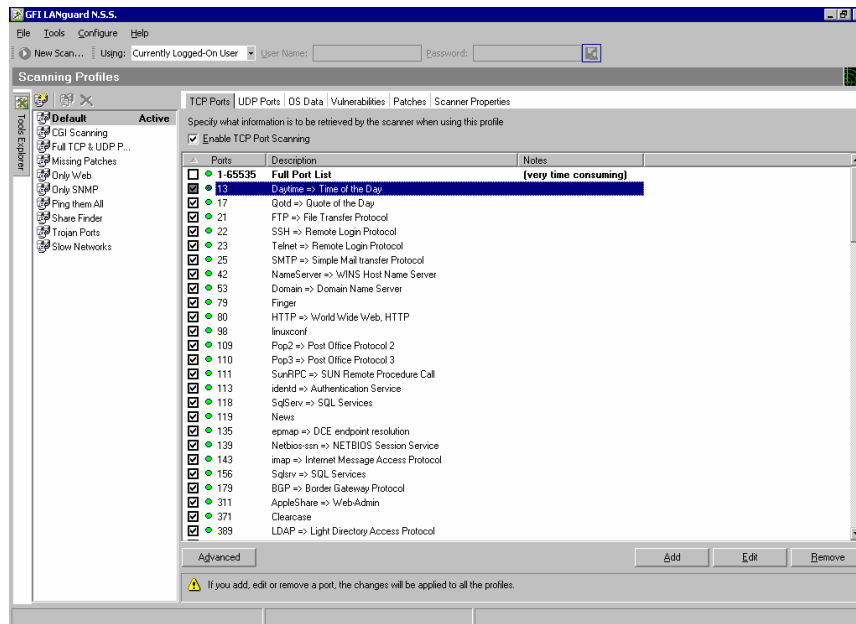 GFI LANguard N.S.S.
File Tools Configure Help
New Scan... Using: Currently Logged-On User User Name: Password:
Scanning Profiles
Tools Explorer
Default Active
CGI Scanning
Full TCP & UDP P...
Missing Patches
Only Web
Only SNMP
Ping them All
Share Finder
Trojan Ports
Slow Networks
TCP Ports UDP Ports OS Data Vulnerabilities Patches Scanner Properties
Specify what information is to be retrieved by the scanner when using this profile
Enable TCP Port Scanning
Ports Description Notes
1-65535 Full Port List (very time consuming)
13 Daytime => Time of the Day
17 Qotd => Quote of the Day
21 FTP => File Transfer Protocol
22 SSH => Remote Login Protocol
23 Telnet => Remote Login Protocol
25 SMTP => Simple Mail transfer Protocol
42 NameServer => WINS Host Name Server
53 Domain => Domain Name Server
79 Finger
80 HTTP => World Wide Web, HTTP
98 linuxconf
109 Pop2 => Post Office Protocol 2
110 Pop3 => Post Office Protocol 3
111 SunRPC => SUN Remote Procedure Call
113 identd => Authentication Service
118 SqlServ => SQL Services
119 News
135 epmap => DCE endpoint resolution
139 Netbios-ssn => NETBIOS Session Service
143 imap => Internet Message Access Protocol
156 Sqlsrv => SQL Services
179 BGP => Border Gateway Protocol
311 AppleShare => Web-Admin
371 Clearcase
389 LDAP => Light Directory Access Protocol
Advanced Add Edit Remove
If you add, edit or remove a port, the changes will be applied to all the profiles.